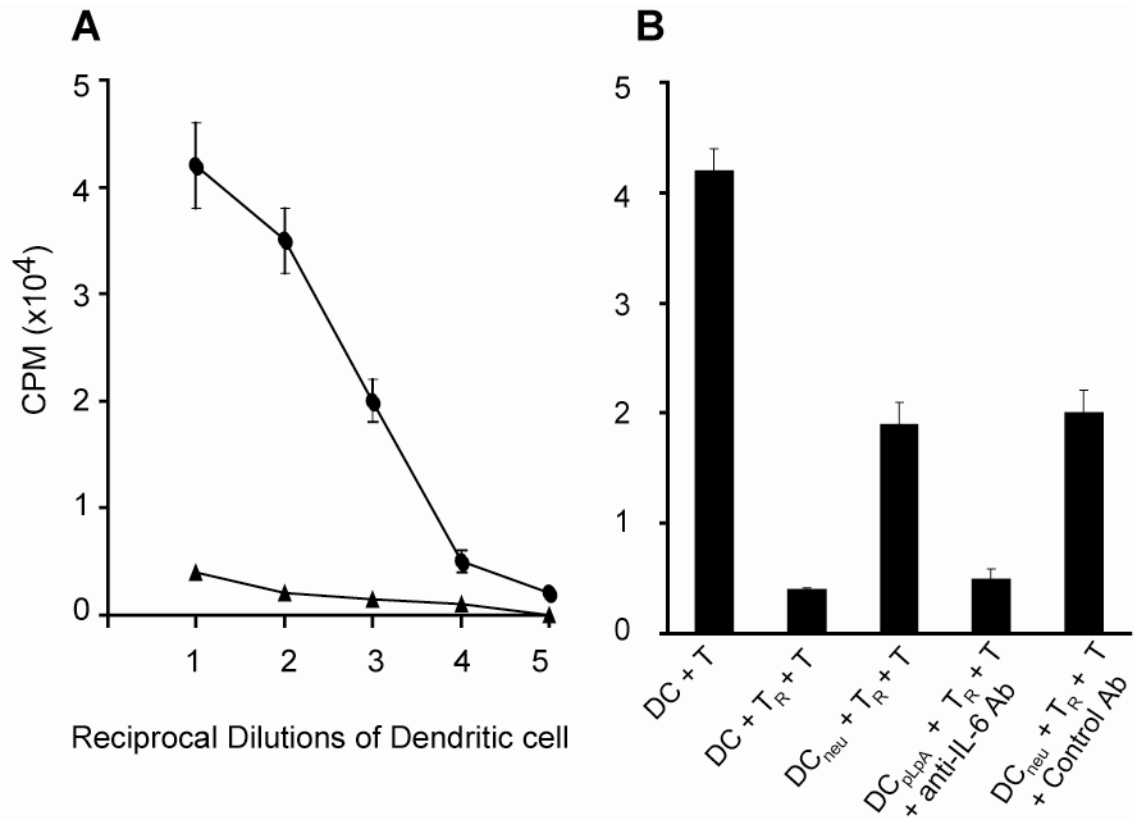 A
B
CPM (x10⁴)
5
4
3
2
1
0
1 2 3 4 5
Reciprocal Dilutions of Dendritic cell
5
4
3
2
1
0
DC + T
DC + T_R + T
DC_neu + T_R + T
DC_pLpA + T_R + T
+ anti-IL-6 Ab
DC_neu + T_R + T
+ Control Ab